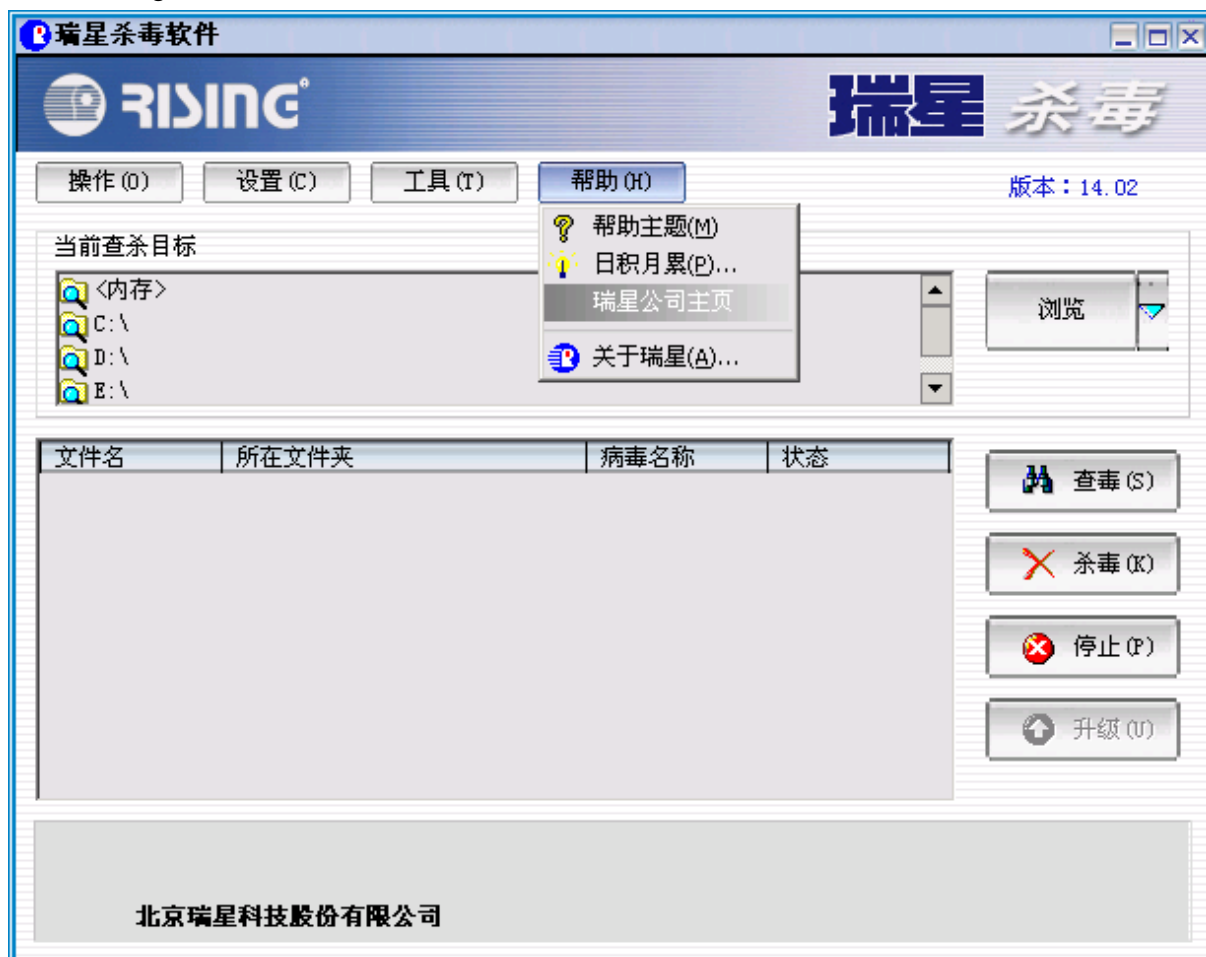 瑞星杀毒软件
RISING
瑞星 杀毒
操作(O) 设置(C) 工具(T) 帮助(H)
版本：14.02
帮助主题(M)
日积月累(P)...
瑞星公司主页
关于瑞星(A)...
当前查杀目标
<内存>
C:\
D:\
E:\
浏览
文件名 所在文件夹 病毒名称 状态
查毒(S)
杀毒(K)
停止(P)
升级(U)
北京瑞星科技股份有限公司